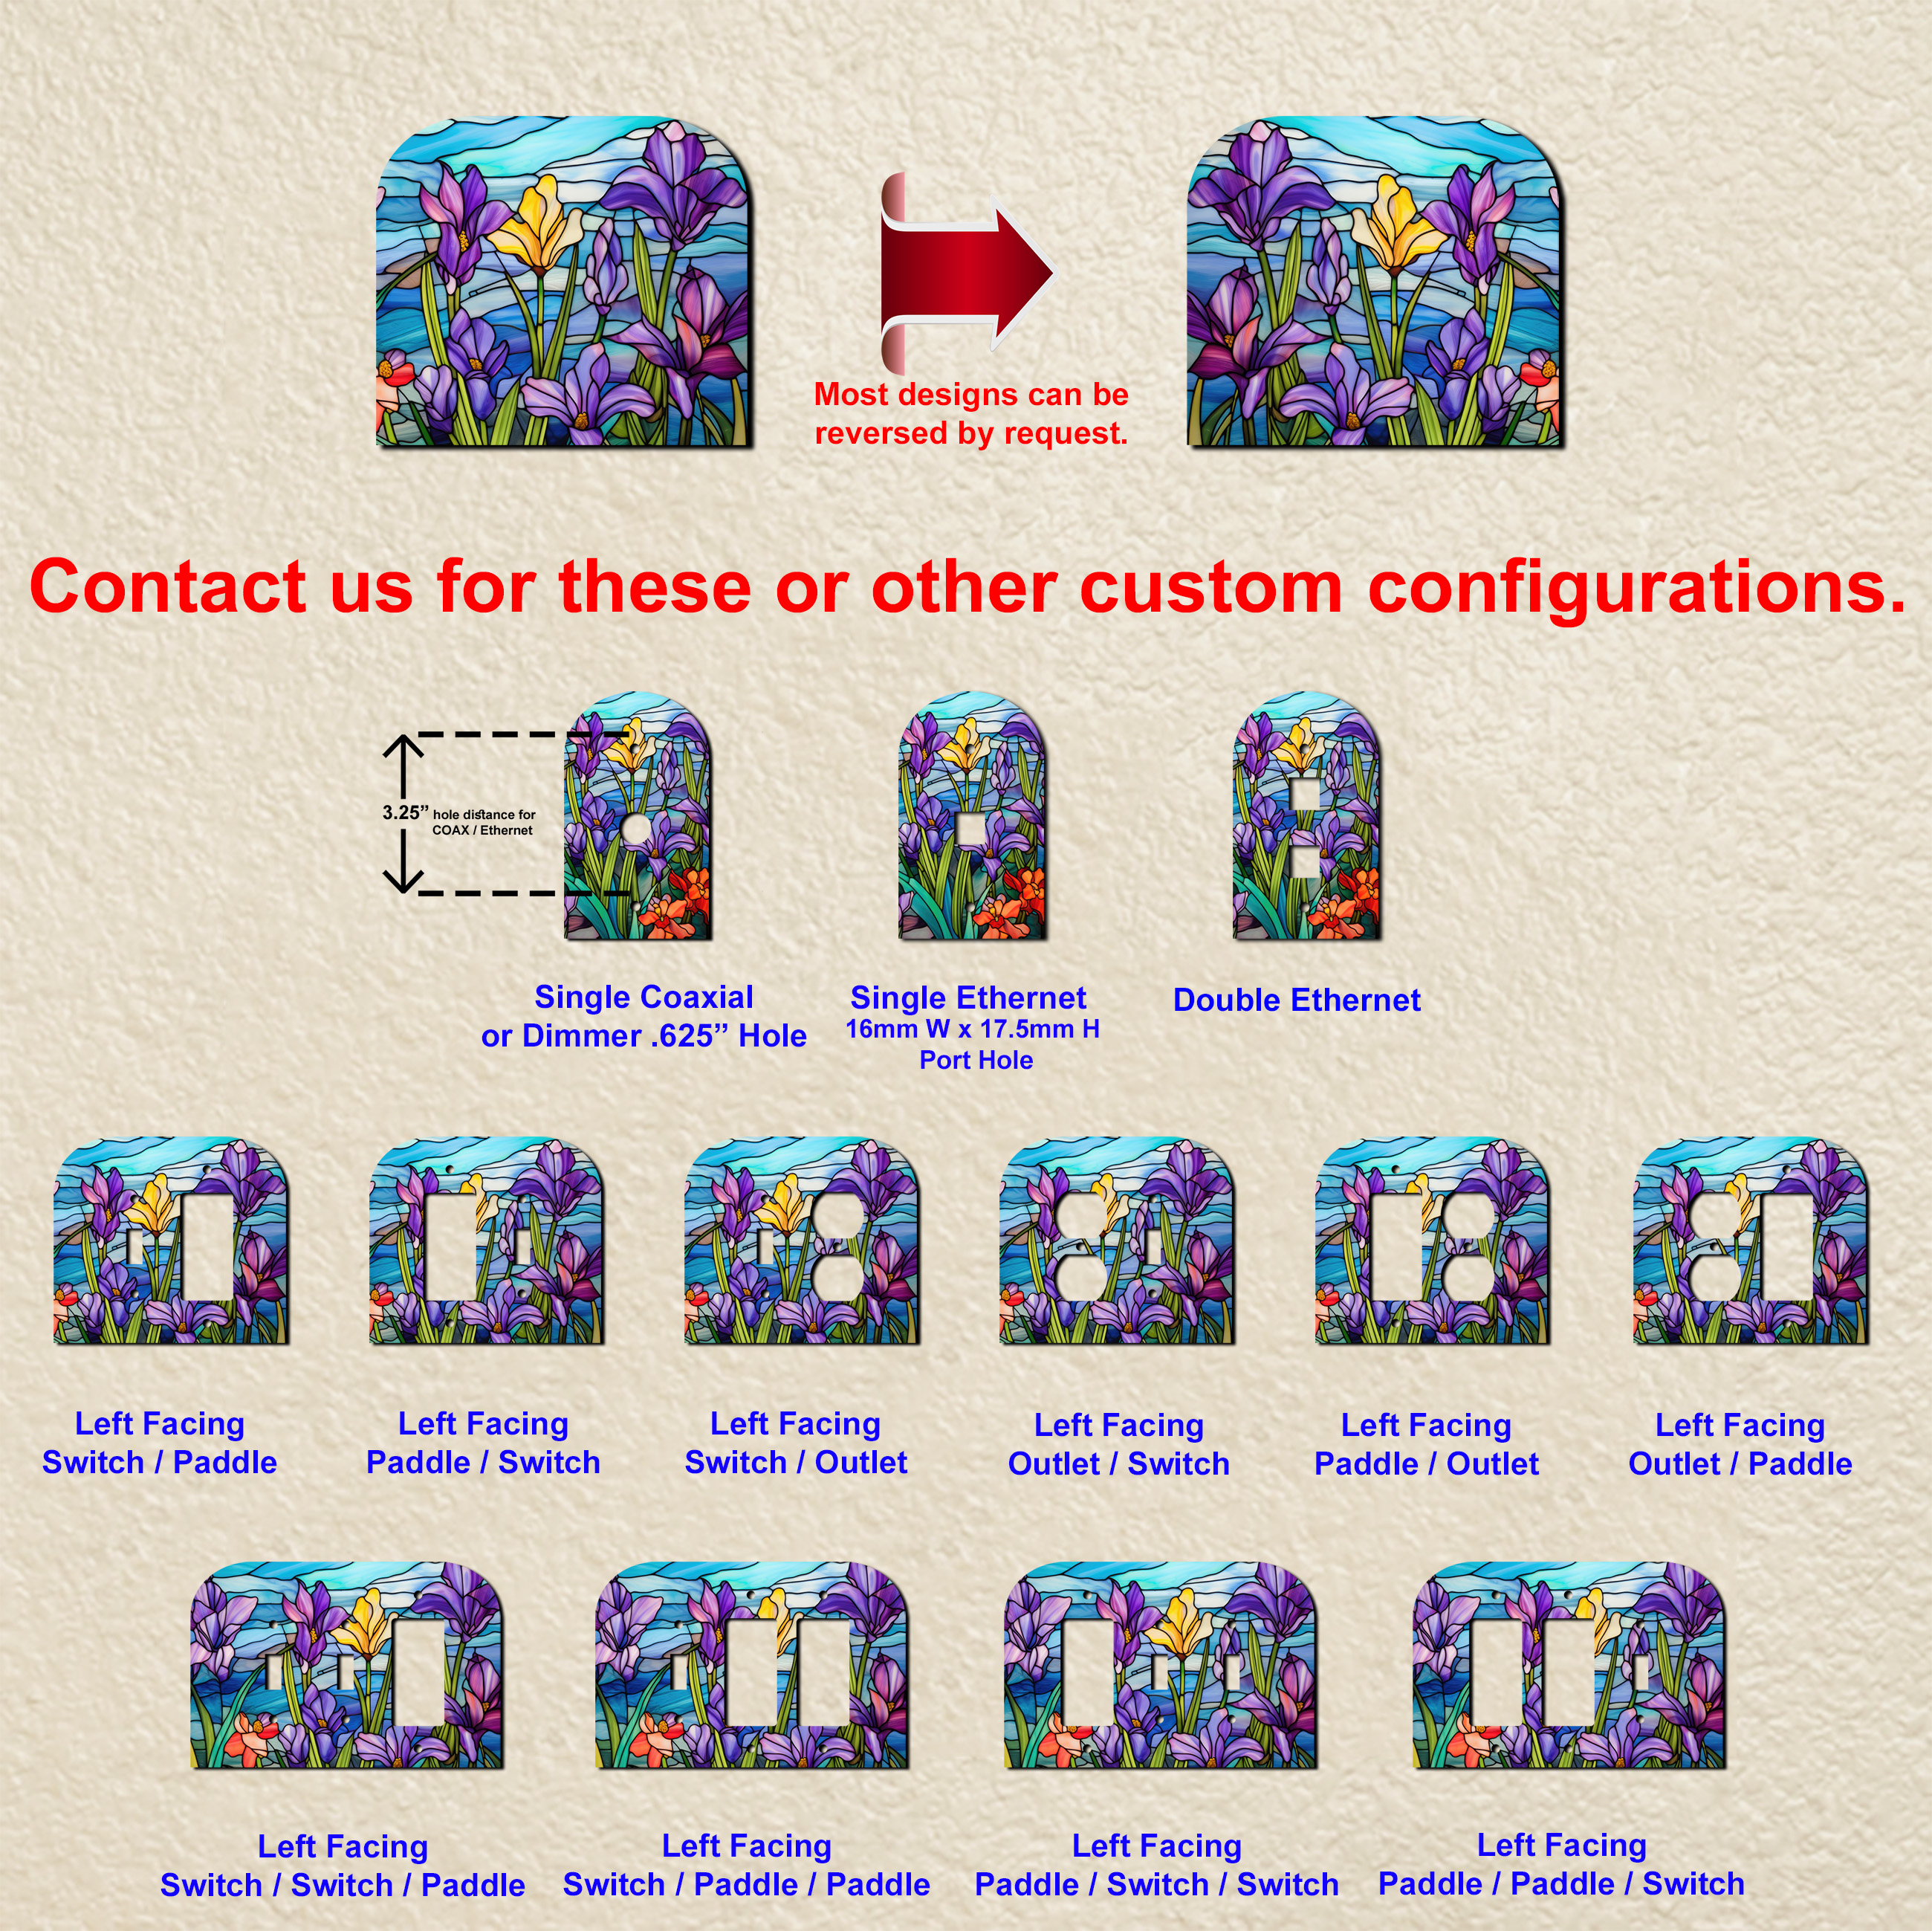 Most designs can be
reversed by request.
Contact us for these or other custom configurations.
3.25” hole distance for
COAX / Ethernet
Single Coaxial
or Dimmer .625” Hole
Single Ethernet
16mm W x 17.5mm H
Port Hole
Double Ethernet
Left Facing
Switch / Paddle
Left Facing
Paddle / Switch
Left Facing
Switch / Outlet
Left Facing
Outlet / Switch
Left Facing
Paddle / Outlet
Left Facing
Outlet / Paddle
Left Facing
Switch / Switch / Paddle
Left Facing
Switch / Paddle / Paddle
Left Facing
Paddle / Switch / Switch
Left Facing
Paddle / Paddle / Switch